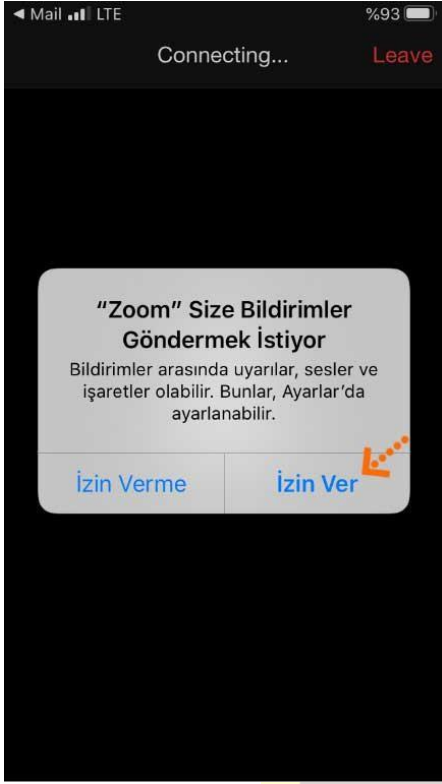 ◀ Mail LTE %93
Connecting... Leave
“Zoom” Size Bildirimler
Göndermek İstiyor
Bildirimler arasında uyarılar, sesler ve
işaretler olabilir. Bunlar, Ayarlar’da
ayarlanabilir.
İzin Verme İzin Ver